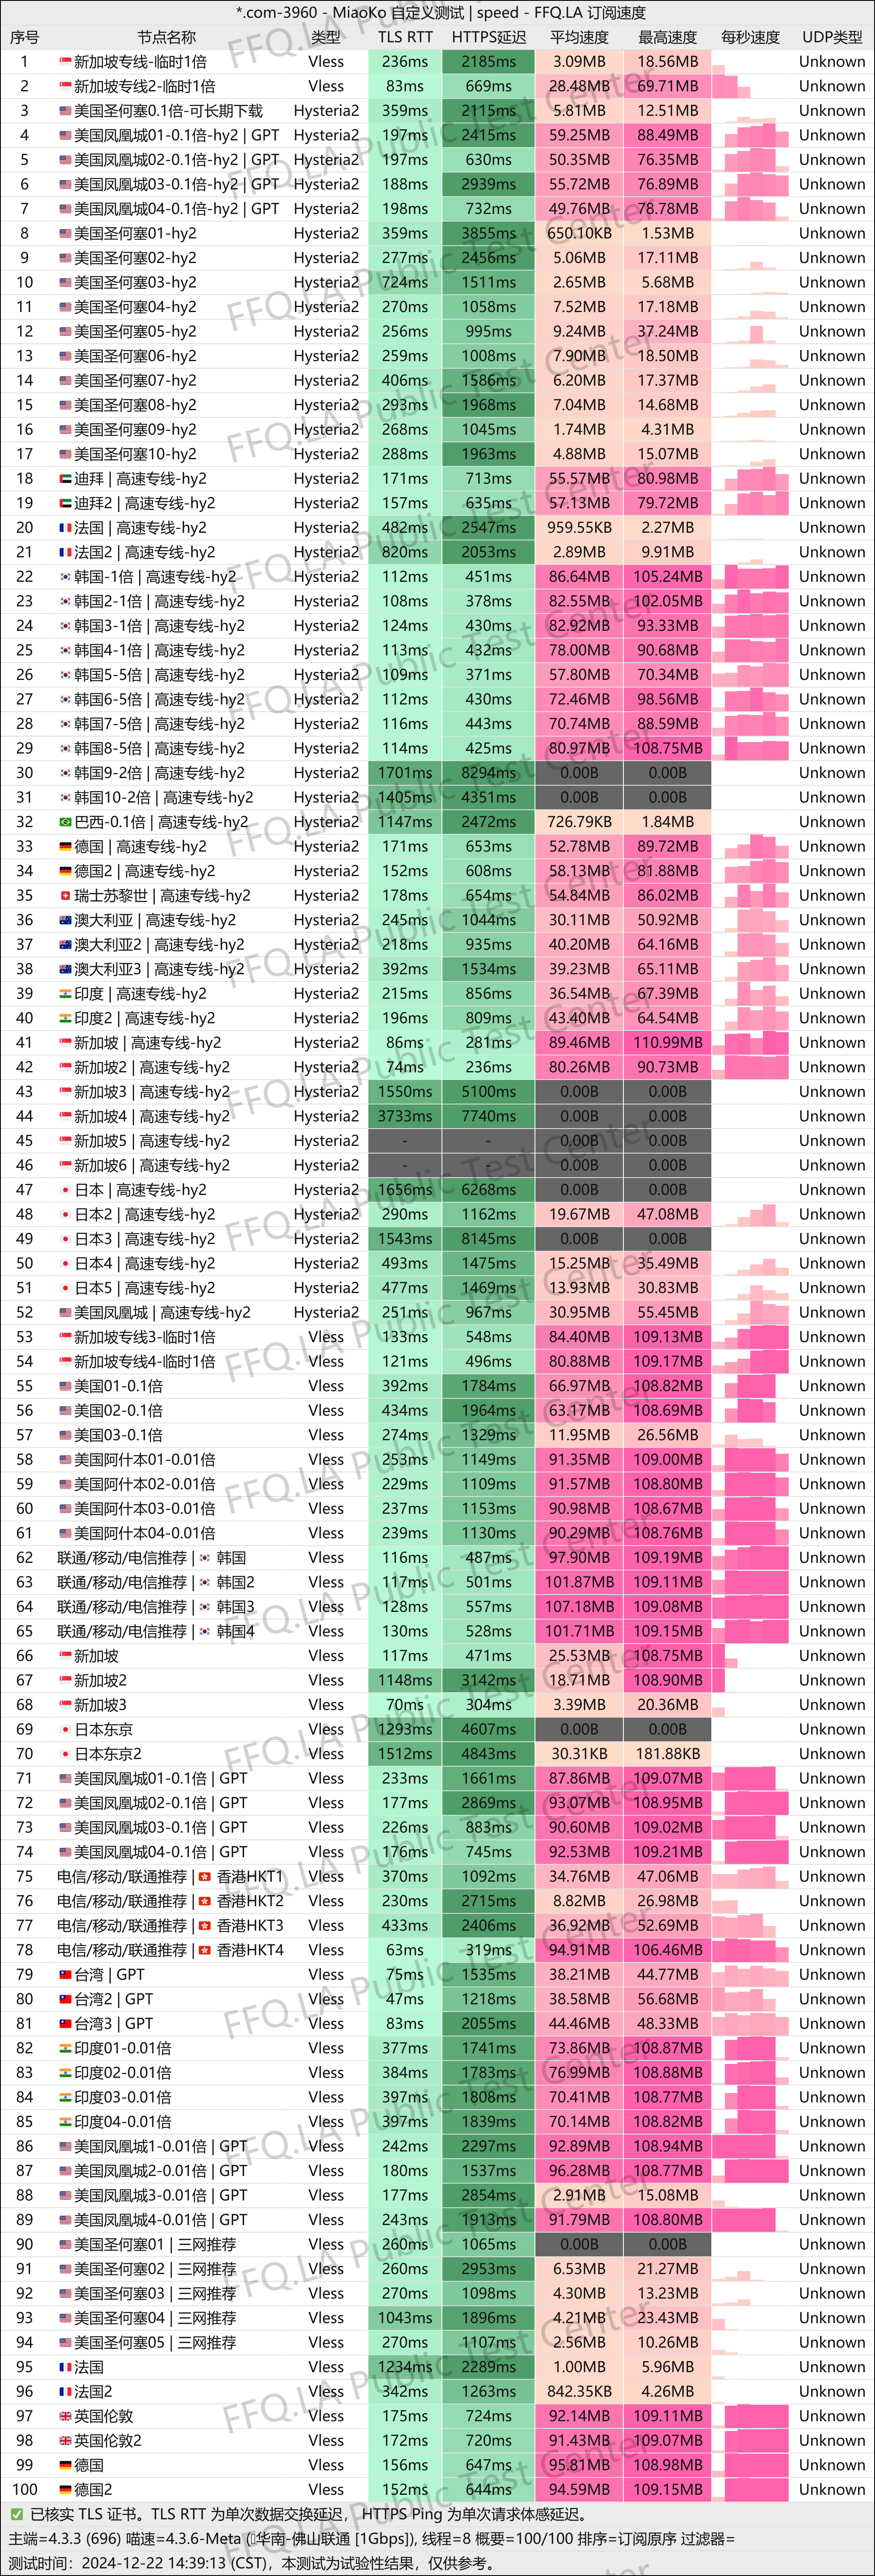 *.com-3960 - MiaoKo 自定义测试 | speed - FFQ.LA 订阅速度
序号 节点名称 类型 TLS RTT HTTPS延迟 平均速度 最高速度 每秒速度 UDP类型
1 新加坡专线-临时1倍 Vless 236ms 2185ms 3.09MB 18.56MB Unknown
2 新加坡专线2-临时1倍 Vless 83ms 669ms 28.48MB 69.71MB Unknown
3 美国圣何塞0.1倍-可长期下载 Hysteria2 359ms 2115ms 5.81MB 12.51MB Unknown
4 美国凤凰城01-0.1倍-hy2 | GPT Hysteria2 197ms 2415ms 59.25MB 88.49MB Unknown
5 美国凤凰城02-0.1倍-hy2 | GPT Hysteria2 197ms 630ms 50.35MB 76.35MB Unknown
6 美国凤凰城03-0.1倍-hy2 | GPT Hysteria2 188ms 2939ms 55.72MB 76.89MB Unknown
7 美国凤凰城04-0.1倍-hy2 | GPT Hysteria2 198ms 732ms 49.76MB 78.78MB Unknown
8 美国圣何塞01-hy2 Hysteria2 359ms 3855ms 650.10KB 1.53MB Unknown
9 美国圣何塞02-hy2 Hysteria2 277ms 2456ms 5.06MB 17.11MB Unknown
10 美国圣何塞03-hy2 Hysteria2 724ms 1511ms 2.65MB 5.68MB Unknown
11 美国圣何塞04-hy2 Hysteria2 270ms 1058ms 7.52MB 17.18MB Unknown
12 美国圣何塞05-hy2 Hysteria2 256ms 995ms 9.24MB 37.24MB Unknown
13 美国圣何塞06-hy2 Hysteria2 259ms 1008ms 7.90MB 18.50MB Unknown
14 美国圣何塞07-hy2 Hysteria2 406ms 1586ms 6.20MB 17.37MB Unknown
15 美国圣何塞08-hy2 Hysteria2 293ms 1968ms 7.04MB 14.68MB Unknown
16 美国圣何塞09-hy2 Hysteria2 268ms 1045ms 1.74MB 4.31MB Unknown
17 美国圣何塞10-hy2 Hysteria2 288ms 1963ms 4.88MB 15.07MB Unknown
18 迪拜 | 高速专线-hy2 Hysteria2 171ms 713ms 55.57MB 80.98MB Unknown
19 迪拜2 | 高速专线-hy2 Hysteria2 157ms 635ms 57.13MB 79.72MB Unknown
20 法国 | 高速专线-hy2 Hysteria2 482ms 2547ms 959.55KB 2.27MB Unknown
21 法国2 | 高速专线-hy2 Hysteria2 820ms 2053ms 2.89MB 9.91MB Unknown
22 韩国-1倍 | 高速专线-hy2 Hysteria2 112ms 451ms 86.64MB 105.24MB Unknown
23 韩国2-1倍 | 高速专线-hy2 Hysteria2 108ms 378ms 82.55MB 102.05MB Unknown
24 韩国3-1倍 | 高速专线-hy2 Hysteria2 124ms 430ms 82.92MB 93.33MB Unknown
25 韩国4-1倍 | 高速专线-hy2 Hysteria2 113ms 432ms 78.00MB 90.68MB Unknown
26 韩国5-5倍 | 高速专线-hy2 Hysteria2 109ms 371ms 57.80MB 70.34MB Unknown
27 韩国6-5倍 | 高速专线-hy2 Hysteria2 112ms 430ms 72.46MB 98.56MB Unknown
28 韩国7-5倍 | 高速专线-hy2 Hysteria2 116ms 443ms 70.74MB 88.59MB Unknown
29 韩国8-5倍 | 高速专线-hy2 Hysteria2 114ms 425ms 80.97MB 108.75MB Unknown
30 韩国9-2倍 | 高速专线-hy2 Hysteria2 1701ms 8294ms 0.00B 0.00B Unknown
31 韩国10-2倍 | 高速专线-hy2 Hysteria2 1405ms 4351ms 0.00B 0.00B Unknown
32 巴西-0.1倍 | 高速专线-hy2 Hysteria2 1147ms 2472ms 726.79KB 1.84MB Unknown
33 德国 | 高速专线-hy2 Hysteria2 171ms 653ms 52.78MB 89.72MB Unknown
34 德国2 | 高速专线-hy2 Hysteria2 152ms 608ms 58.13MB 81.88MB Unknown
35 瑞士苏黎世 | 高速专线-hy2 Hysteria2 178ms 654ms 54.84MB 86.02MB Unknown
36 澳大利亚 | 高速专线-hy2 Hysteria2 245ms 1044ms 30.11MB 50.92MB Unknown
37 澳大利亚2 | 高速专线-hy2 Hysteria2 218ms 935ms 40.20MB 64.16MB Unknown
38 澳大利亚3 | 高速专线-hy2 Hysteria2 392ms 1534ms 39.23MB 65.11MB Unknown
39 印度 | 高速专线-hy2 Hysteria2 215ms 856ms 36.54MB 67.39MB Unknown
40 印度2 | 高速专线-hy2 Hysteria2 196ms 809ms 43.40MB 64.54MB Unknown
41 新加坡 | 高速专线-hy2 Hysteria2 86ms 281ms 89.46MB 110.99MB Unknown
42 新加坡2 | 高速专线-hy2 Hysteria2 74ms 236ms 80.26MB 90.73MB Unknown
43 新加坡3 | 高速专线-hy2 Hysteria2 1550ms 5100ms 0.00B 0.00B Unknown
44 新加坡4 | 高速专线-hy2 Hysteria2 3733ms 7740ms 0.00B 0.00B Unknown
45 新加坡5 | 高速专线-hy2 Hysteria2 - - 0.00B 0.00B Unknown
46 新加坡6 | 高速专线-hy2 Hysteria2 - - 0.00B 0.00B Unknown
47 日本 | 高速专线-hy2 Hysteria2 1656ms 6268ms 0.00B 0.00B Unknown
48 日本2 | 高速专线-hy2 Hysteria2 290ms 1162ms 19.67MB 47.08MB Unknown
49 日本3 | 高速专线-hy2 Hysteria2 1543ms 8145ms 0.00B 0.00B Unknown
50 日本4 | 高速专线-hy2 Hysteria2 493ms 1475ms 15.25MB 35.49MB Unknown
51 日本5 | 高速专线-hy2 Hysteria2 477ms 1469ms 13.93MB 30.83MB Unknown
52 美国凤凰城 | 高速专线-hy2 Hysteria2 251ms 967ms 30.95MB 55.45MB Unknown
53 新加坡专线3-临时1倍 Vless 133ms 548ms 84.40MB 109.13MB Unknown
54 新加坡专线4-临时1倍 Vless 121ms 496ms 80.88MB 109.17MB Unknown
55 美国01-0.1倍 Vless 392ms 1784ms 66.97MB 108.82MB Unknown
56 美国02-0.1倍 Vless 434ms 1964ms 63.17MB 108.69MB Unknown
57 美国03-0.1倍 Vless 274ms 1329ms 11.95MB 26.56MB Unknown
58 美国阿什本01-0.01倍 Vless 253ms 1149ms 91.35MB 109.00MB Unknown
59 美国阿什本02-0.01倍 Vless 229ms 1109ms 91.57MB 108.80MB Unknown
60 美国阿什本03-0.01倍 Vless 237ms 1153ms 90.98MB 108.67MB Unknown
61 美国阿什本04-0.01倍 Vless 239ms 1130ms 90.29MB 108.76MB Unknown
62 联通/移动/电信推荐 | 韩国 Vless 116ms 487ms 97.90MB 109.19MB Unknown
63 联通/移动/电信推荐 | 韩国2 Vless 117ms 501ms 101.87MB 109.11MB Unknown
64 联通/移动/电信推荐 | 韩国3 Vless 128ms 557ms 107.18MB 109.08MB Unknown
65 联通/移动/电信推荐 | 韩国4 Vless 130ms 528ms 101.71MB 109.15MB Unknown
66 新加坡 Vless 117ms 471ms 25.53MB 108.75MB Unknown
67 新加坡2 Vless 1148ms 3142ms 18.71MB 108.90MB Unknown
68 新加坡3 Vless 70ms 304ms 3.39MB 20.36MB Unknown
69 日本东京 Vless 1293ms 4607ms 0.00B 0.00B Unknown
70 日本东京2 Vless 1512ms 4843ms 30.31KB 181.88KB Unknown
71 美国凤凰城01-0.1倍 | GPT Vless 233ms 1661ms 87.86MB 109.07MB Unknown
72 美国凤凰城02-0.1倍 | GPT Vless 177ms 2869ms 93.07MB 108.95MB Unknown
73 美国凤凰城03-0.1倍 | GPT Vless 226ms 883ms 90.60MB 109.02MB Unknown
74 美国凤凰城04-0.1倍 | GPT Vless 176ms 745ms 92.53MB 109.21MB Unknown
75 电信/移动/联通推荐 | 香港HKT1 Vless 370ms 1092ms 34.76MB 47.06MB Unknown
76 电信/移动/联通推荐 | 香港HKT2 Vless 230ms 2715ms 8.82MB 26.98MB Unknown
77 电信/移动/联通推荐 | 香港HKT3 Vless 433ms 2406ms 36.92MB 52.69MB Unknown
78 电信/移动/联通推荐 | 香港HKT4 Vless 63ms 319ms 94.91MB 106.46MB Unknown
79 台湾 | GPT Vless 75ms 1535ms 38.21MB 44.77MB Unknown
80 台湾2 | GPT Vless 47ms 1218ms 38.58MB 56.68MB Unknown
81 台湾3 | GPT Vless 83ms 2055ms 44.46MB 48.33MB Unknown
82 印度01-0.01倍 Vless 377ms 1741ms 73.86MB 108.87MB Unknown
83 印度02-0.01倍 Vless 384ms 1783ms 76.99MB 108.88MB Unknown
84 印度03-0.01倍 Vless 397ms 1808ms 70.41MB 108.77MB Unknown
85 印度04-0.01倍 Vless 397ms 1839ms 70.14MB 108.82MB Unknown
86 美国凤凰城1-0.01倍 | GPT Vless 242ms 2297ms 92.89MB 108.94MB Unknown
87 美国凤凰城2-0.01倍 | GPT Vless 180ms 1537ms 96.28MB 108.77MB Unknown
88 美国凤凰城3-0.01倍 | GPT Vless 177ms 2854ms 2.91MB 15.08MB Unknown
89 美国凤凰城4-0.01倍 | GPT Vless 243ms 1913ms 91.79MB 108.80MB Unknown
90 美国圣何塞01 | 三网推荐 Vless 260ms 1065ms 0.00B 0.00B Unknown
91 美国圣何塞02 | 三网推荐 Vless 260ms 2953ms 6.53MB 21.27MB Unknown
92 美国圣何塞03 | 三网推荐 Vless 270ms 1098ms 4.30MB 13.23MB Unknown
93 美国圣何塞04 | 三网推荐 Vless 1043ms 1896ms 4.21MB 23.43MB Unknown
94 美国圣何塞05 | 三网推荐 Vless 270ms 1107ms 2.56MB 10.26MB Unknown
95 法国 Vless 1234ms 2289ms 1.00MB 5.96MB Unknown
96 法国2 Vless 342ms 1263ms 842.35KB 4.26MB Unknown
97 英国伦敦 Vless 175ms 724ms 92.14MB 109.11MB Unknown
98 英国伦敦2 Vless 172ms 720ms 91.43MB 109.07MB Unknown
99 德国 Vless 156ms 647ms 95.81MB 108.98MB Unknown
100 德国2 Vless 152ms 644ms 94.59MB 109.15MB Unknown
✅ 已核实 TLS 证书。TLS RTT 为单次数据交换延迟， HTTPS Ping 为单次请求体感延迟。
主端=4.3.3 (696) 喵速=4.3.6-Meta (华南-佛山联通 [1Gbps]), 线程=8 概要=100/100 排序=订阅原序 过滤器=
测试时间：2024-12-22 14:39:13 (CST)，本测试为试验性结果，仅供参考。
FFQ.LA Public Test Center